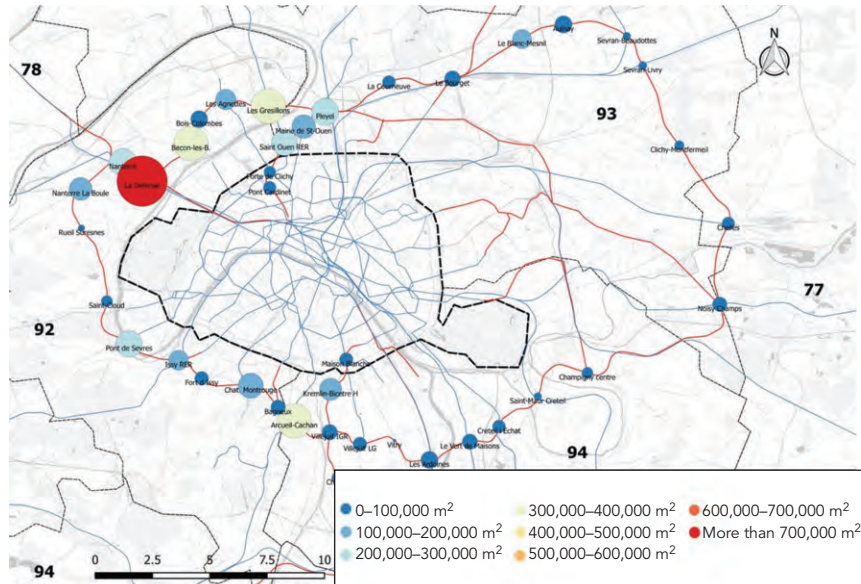 78
Aulnay
Le Blanc-Mesnil
Sevran-Beaudottes
N
Sevran-Livry
La Courneuve
Le Bourget
Les Agnettes
Les Gresillons
Pleyel
Bois Colombes
Mairie de St-Ouen
93
Becon-les-B.
Saint Ouen RER
Clichy-Montfermeil
Nanterre
Porte de Clichy
La Defense
Pont Cardinet
Nanterre La Boule
Rueil Suresnes
Chelles
77
Saint-Cloud
Noisy-Champs
92
Pont de Sevres
Issy RER
Maison Blanche
Fort d'Issy
Champigny centre
Chat. Montrouge
Kremlin-Bicetre H
Saint-Maur Creteil
Bagneux
Arcueil-Cachan
Creteil l'Echat
Villejuif IGR
Villejuif LG
Vitry
Le Vert de Maisons
94
Les Ardoines
0–100,000 m²
100,000–200,000 m²
200,000–300,000 m²
300,000–400,000 m²
400,000–500,000 m²
500,000–600,000 m²
600,000–700,000 m²
More than 700,000 m²
94
0 2.5 5 7.5 10